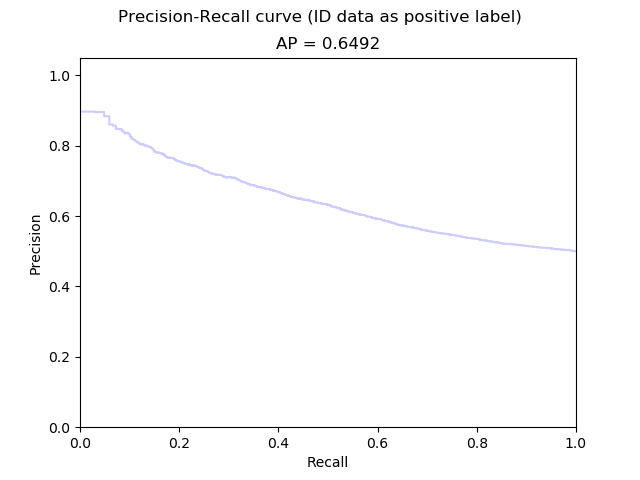 Precision-Recall curve (ID data as positive label)
AP = 0.6492
1.0
0.8
0.6
0.4
0.2
0.0
Precision
0.0 0.2 0.4 0.6 0.8 1.0
Recall